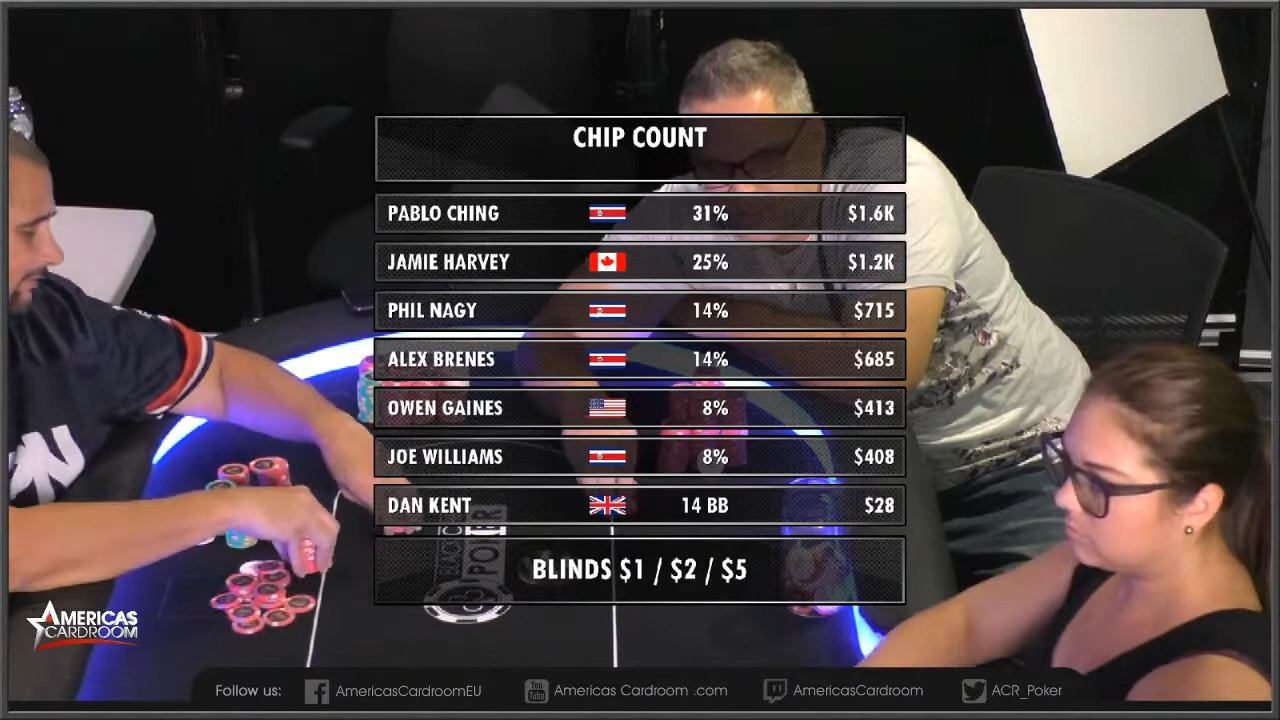 CHIP COUNT
PABLO CHING 31% $1.6K
JAMIE HARVEY 25% $1.2K
PHIL NAGY 14% $715
ALEX BRENES 14% $685
OWEN GAINES 8% $413
JOE WILLIAMS 8% $408
DAN KENT 14 BB $28
BLINDS $1 / $2 / $5
AMERICAS
CARDROOM
Follow us: AmericasCardroomEU You Tube Americas Cardroom .com AmericasCardroom ACR_Poker